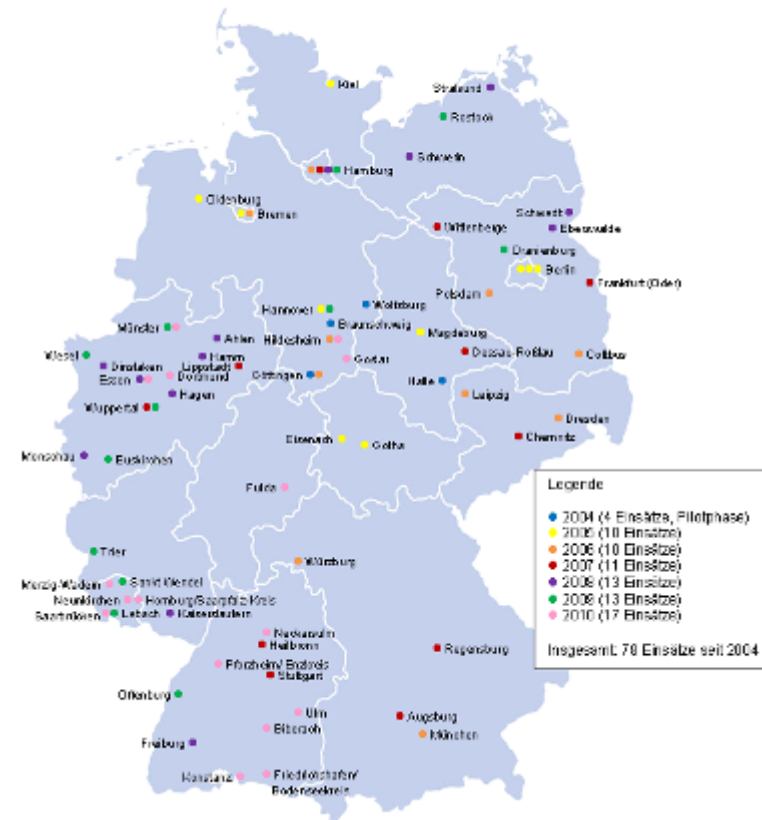 Kiel
Stralsund
Rostock
Schwerin
Hamburg
Oldenburg
Bremen
Schwedt
Wittenberge
Eberswalde
Oranienburg
Berlin
Frankfurt (Oder)
Potsdam
Hannover
Wolfsburg
Braunschweig
Magdeburg
Münster
Ahlen
Hildesheim
Goslar
Dessau-Roßlau
Cottbus
Wesel
Hamm
Dinslaken
Lippstadt
Essen
Dortmund
Göttingen
Halle
Hagen
Leipzig
Wuppertal
Dresden
Chemnitz
Eisenach
Gotha
Monschau
Euskirchen
Fulda
Legende
2004 (4 Einsätze, Pilotphase)
2005 (10 Einsätze)
2006 (10 Einsätze)
2007 (11 Einsätze)
2008 (13 Einsätze)
2009 (13 Einsätze)
2010 (17 Einsätze)
Insgesamt: 78 Einsätze seit 2004
Trier
Würzburg
Merzig-Wadern
Sankt Wendel
Neunkirchen
Homburg/Saarpfalz-Kreis
Saarbrücken
Lebach
Kaiserslautern
Neckarsulm
Heilbronn
Regensburg
Pforzheim/ Enzkreis
Stuttgart
Offenburg
Ulm
Augsburg
Biberach
München
Freiburg
Konstanz
Friedrichshafen/
Bodenseekreis